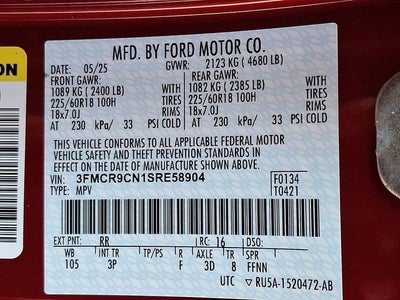 ON
MFD. BY FORD MOTOR CO.
DATE: 05/25 GVWR: 2123 KG ( 4680 LB)
FRONT GAWR: REAR GAWR:
1089 KG ( 2400 LB) WITH 1082 KG ( 2385 LB) WITH
225/60R18 100H TIRES 225/60R18 100H TIRES
18x7.0J RIMS 18x7.0J RIMS
AT 230 kPa/ 33 PSI COLD AT 230 kPa/ 33 PSI COLD
THIS VEHICLE CONFORMS TO ALL APPLICABLE FEDERAL MOTOR
VEHICLE SAFETY AND THEFT PREVENTION STANDARDS IN
EFFECT ON THE DATE OF MANUFACTURE SHOWN ABOVE.
VIN: 3FMCR9CN1SRE58904 F0134
TYPE: MPV T0421
EXT PNT: RR RC: 16 DSO:
WB INT TR TP/PS R AXLE TR SPR
105 3P F 3D 8 FFNN
UTC ▽ RU5A-1520472-AB